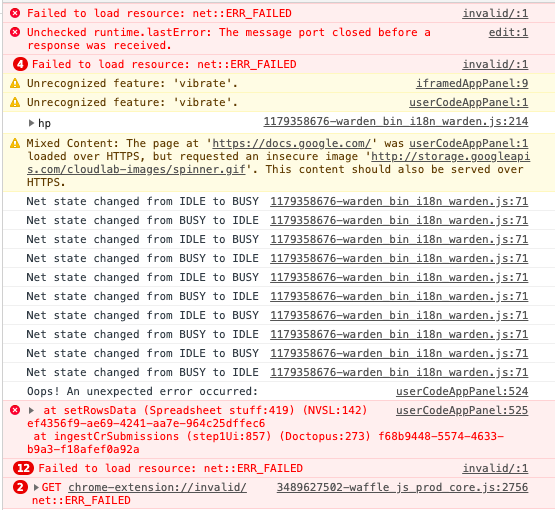 Failed to load resource: net::ERR_FAILED invalid/:1
Unchecked runtime.lastError: The message port closed before a edit:1
response was received.
4 Failed to load resource: net::ERR_FAILED invalid/:1
Unrecognized feature: 'vibrate'. iframedAppPanel:9
Unrecognized feature: 'vibrate'. userCodeAppPanel:1
hp 1179358676-warden_bin_i18n_warden.js:214
Mixed Content: The page at 'https://docs.google.com/' was userCodeAppPanel:1
loaded over HTTPS, but requested an insecure image 'http://storage.googleapi
s.com/cloudlab-images/spinner.gif'. This content should also be served over
HTTPS.
Net state changed from IDLE to BUSY 1179358676-warden_bin_i18n_warden.js:71
Net state changed from BUSY to IDLE 1179358676-warden_bin_i18n_warden.js:71
Net state changed from IDLE to BUSY 1179358676-warden_bin_i18n_warden.js:71
Net state changed from BUSY to IDLE 1179358676-warden_bin_i18n_warden.js:71
Net state changed from IDLE to BUSY 1179358676-warden_bin_i18n_warden.js:71
Net state changed from BUSY to IDLE 1179358676-warden_bin_i18n_warden.js:71
Net state changed from BUSY to IDLE 1179358676-warden_bin_i18n_warden.js:71
Net state changed from BUSY to IDLE 1179358676-warden_bin_i18n_warden.js:71
Net state changed from BUSY to IDLE 1179358676-warden_bin_i18n_warden.js:71
Net state changed from BUSY to IDLE 1179358676-warden_bin_i18n_warden.js:71
Oops! An unexpected error occurred: userCodeAppPanel:524
at setRowsData (Spreadsheet stuff:419) (NVSL:142) userCodeAppPanel:525
ef4356f9-ae69-4241-aa7e-964c25dffec6
at ingestCrSubmissions (step1Ui:857) (Doctopus:273) f68b9448-5574-4633-
b9a3-f18afef0a92a
12 Failed to load resource: net::ERR_FAILED invalid/:1
2 GET chrome-extension://invalid/ 3489627502-waffle_js_prod_core.js:2756
net::ERR_FAILED